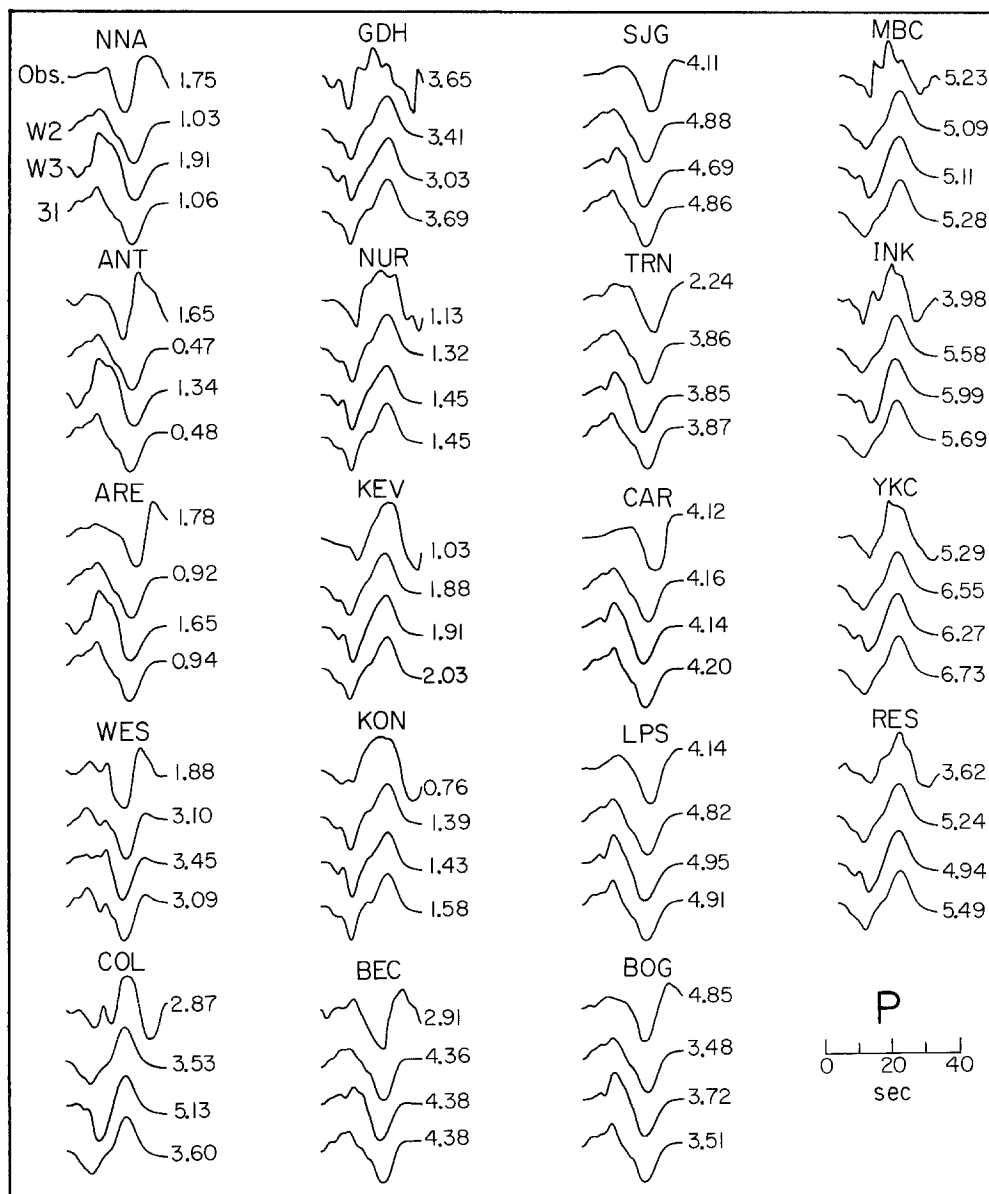 NNA
Obs. 1.75
W2 1.03
W3 1.91
31 1.06
ANT
1.65
0.47
1.34
0.48
ARE
1.78
0.92
1.65
0.94
WES
1.88
3.10
3.45
3.09
COL
2.87
3.53
5.13
3.60
GDH
3.65
3.41
3.03
3.69
NUR
1.13
1.32
1.45
1.45
KEV
1.03
1.88
1.91
2.03
KON
0.76
1.39
1.43
1.58
BEC
2.91
4.36
4.38
4.38
SJG
4.11
4.88
4.69
4.86
TRN
2.24
3.86
3.85
3.87
CAR
4.12
4.16
4.14
4.20
LPS
4.14
4.82
4.95
4.91
BOG
4.85
3.48
3.72
3.51
MBC
5.23
5.09
5.11
5.28
INK
3.98
5.58
5.99
5.69
YKC
5.29
6.55
6.27
6.73
RES
3.62
5.24
4.94
5.49
P
0 20 40
sec